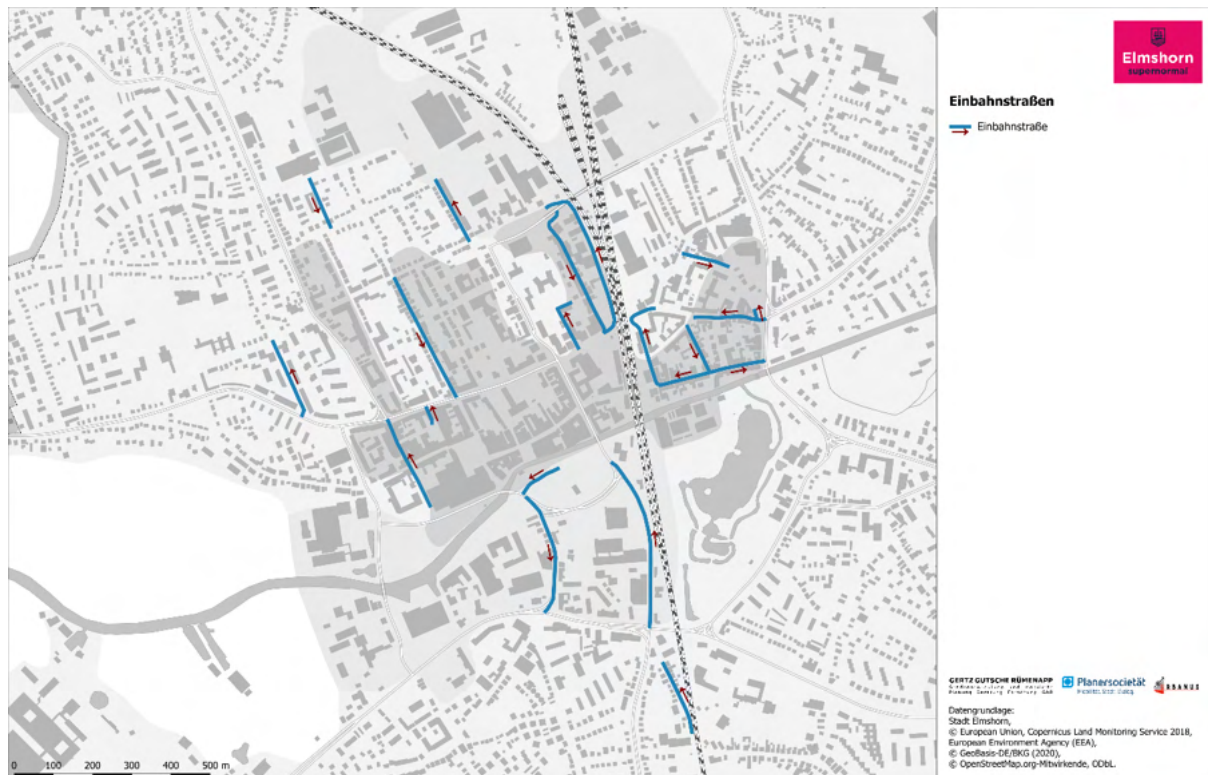 Elmshorn
supernormal
Einbahnstraßen
Einbahnstraße
GERTZ GUTSCHE RÜMENAPP
Planersocietät
URBANUS
Datengrundlage:
Stadt Elmshorn,
© European Union, Copernicus Land Monitoring Service 2018,
European Environment Agency (EEA),
© GeoBasis-DE/BKG (2020),
© OpenStreetMap.org-Mitwirkende, ODbL.
0 100 200 300 400 500 m